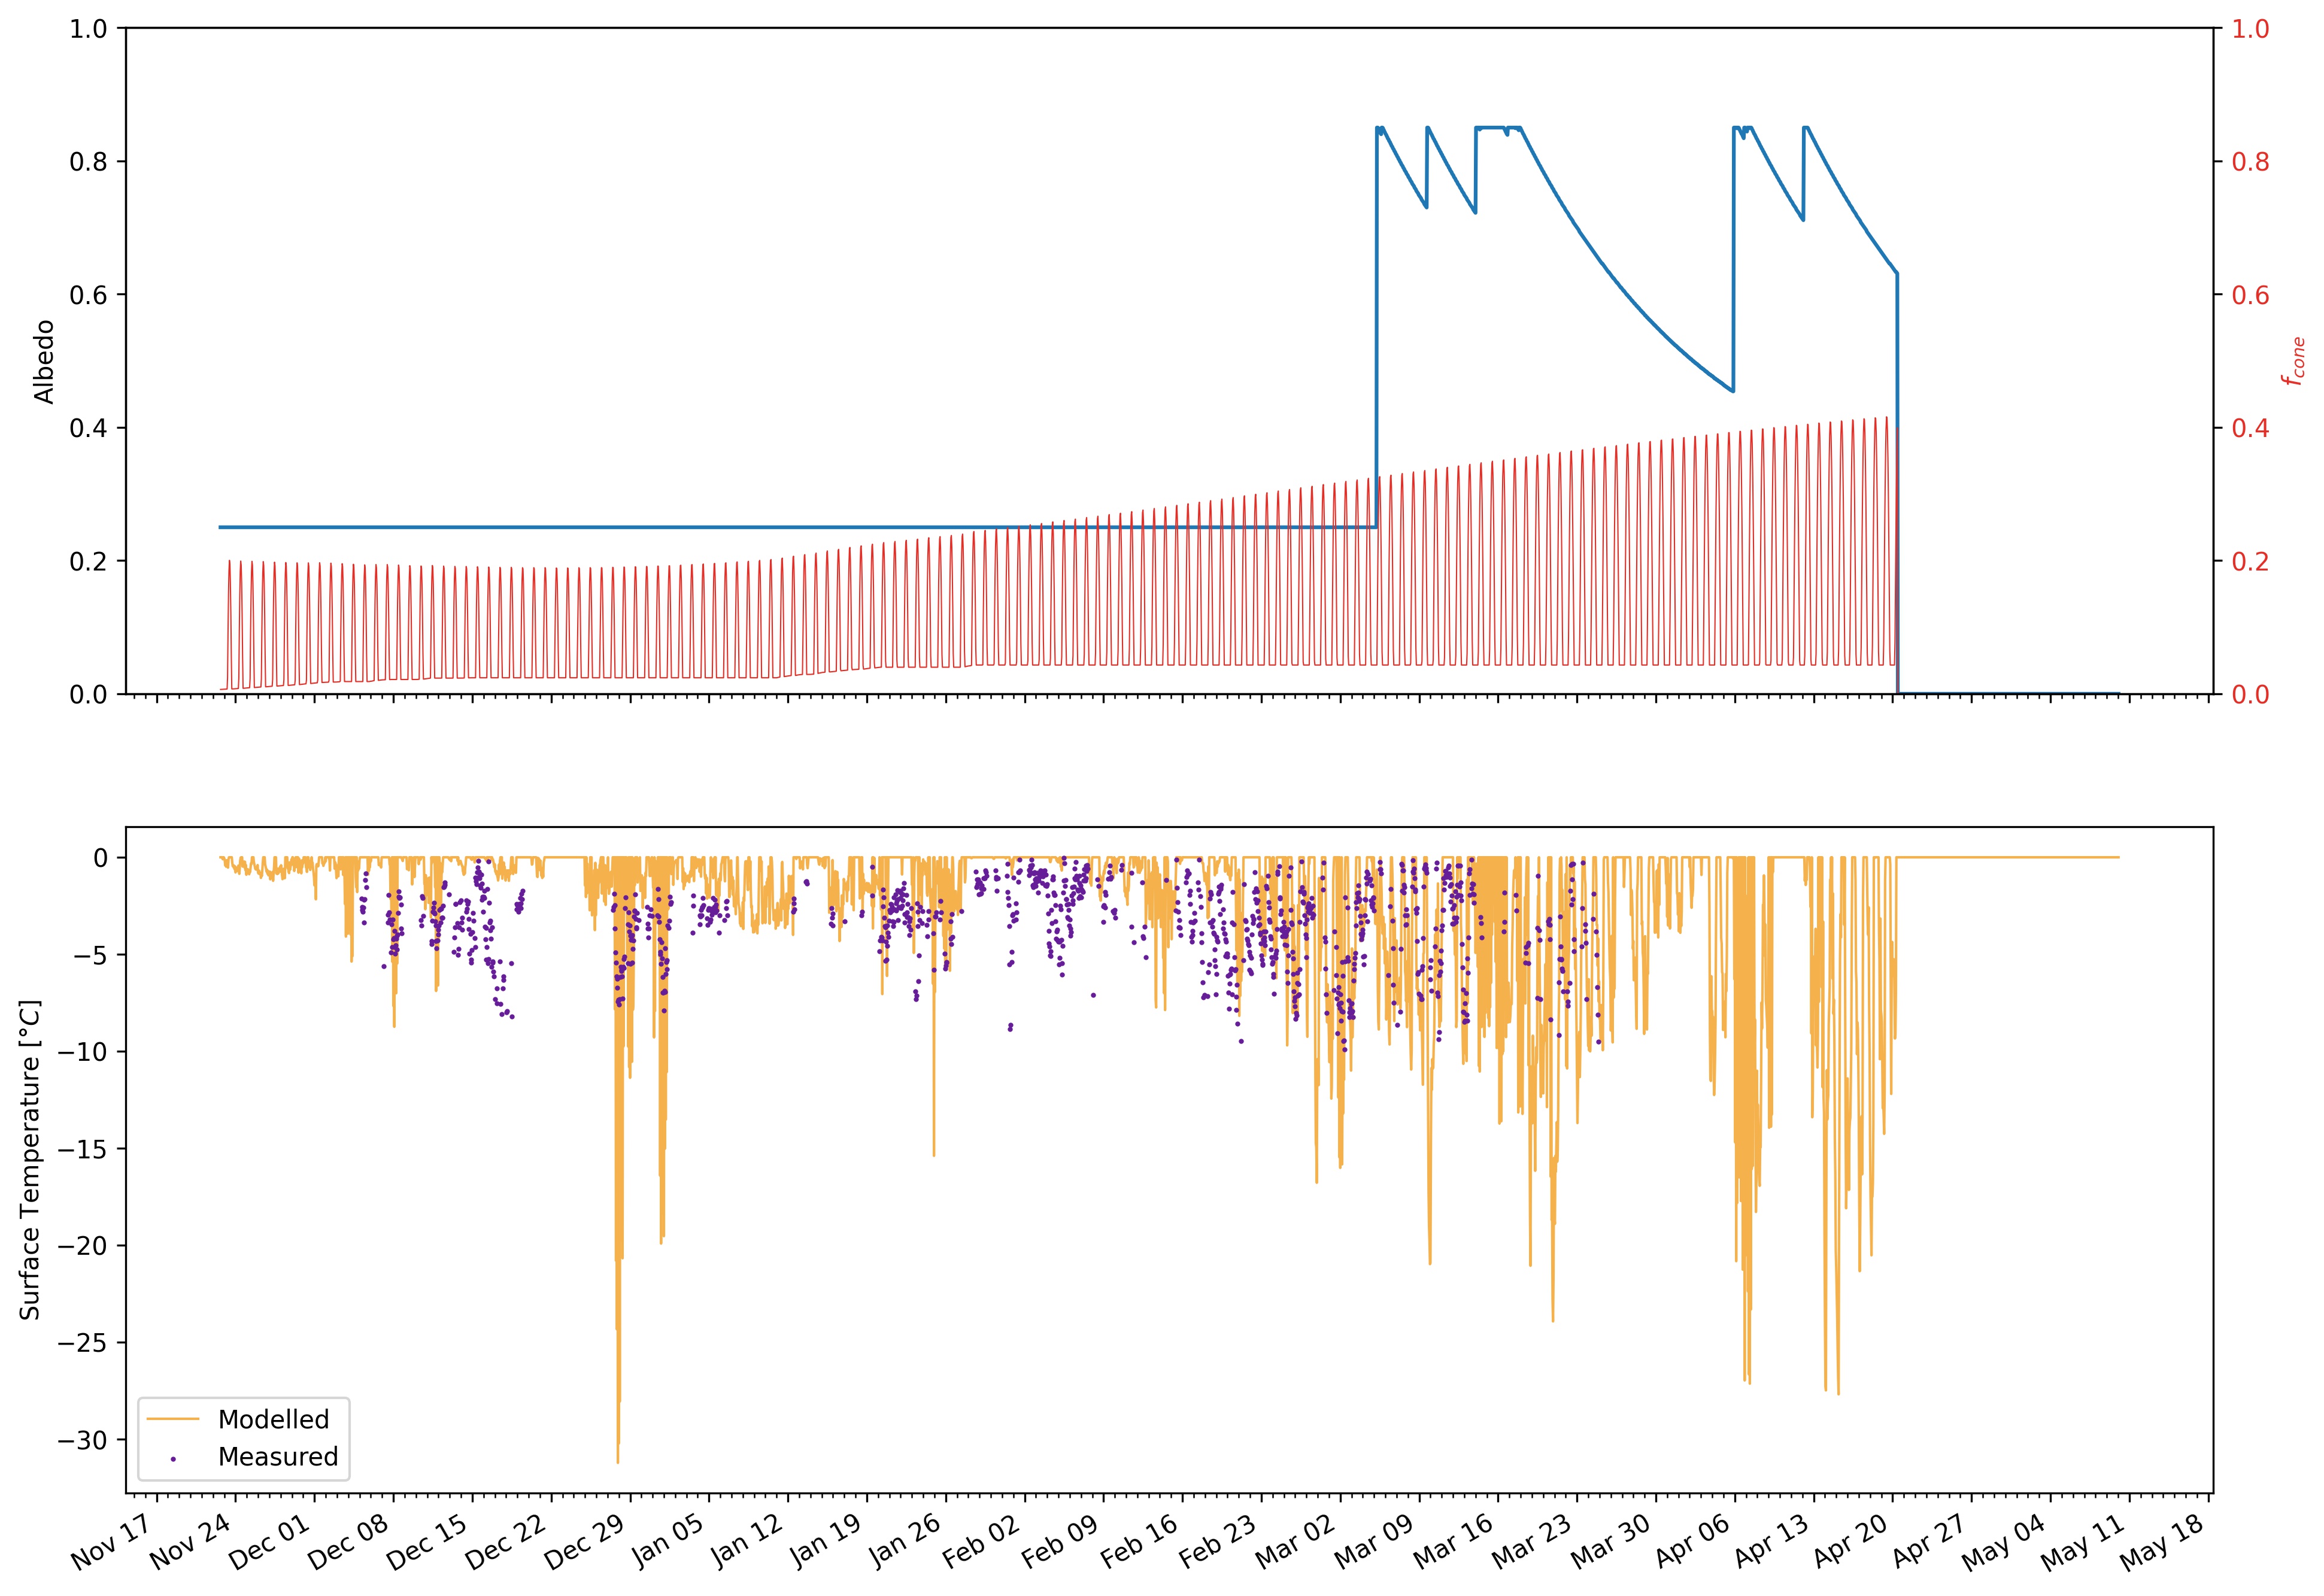 1.0
0.8
0.6
0.4
0.2
0.0
Albedo
1.0
0.8
0.6
0.4
0.2
0.0
f_cone
0
−5
−10
−15
−20
−25
−30
Surface Temperature [°C]
Modelled
Measured
Nov 17
Nov 24
Dec 01
Dec 08
Dec 15
Dec 22
Dec 29
Jan 05
Jan 12
Jan 19
Jan 26
Feb 02
Feb 09
Feb 16
Feb 23
Mar 02
Mar 09
Mar 16
Mar 23
Mar 30
Apr 06
Apr 13
Apr 20
Apr 27
May 04
May 11
May 18